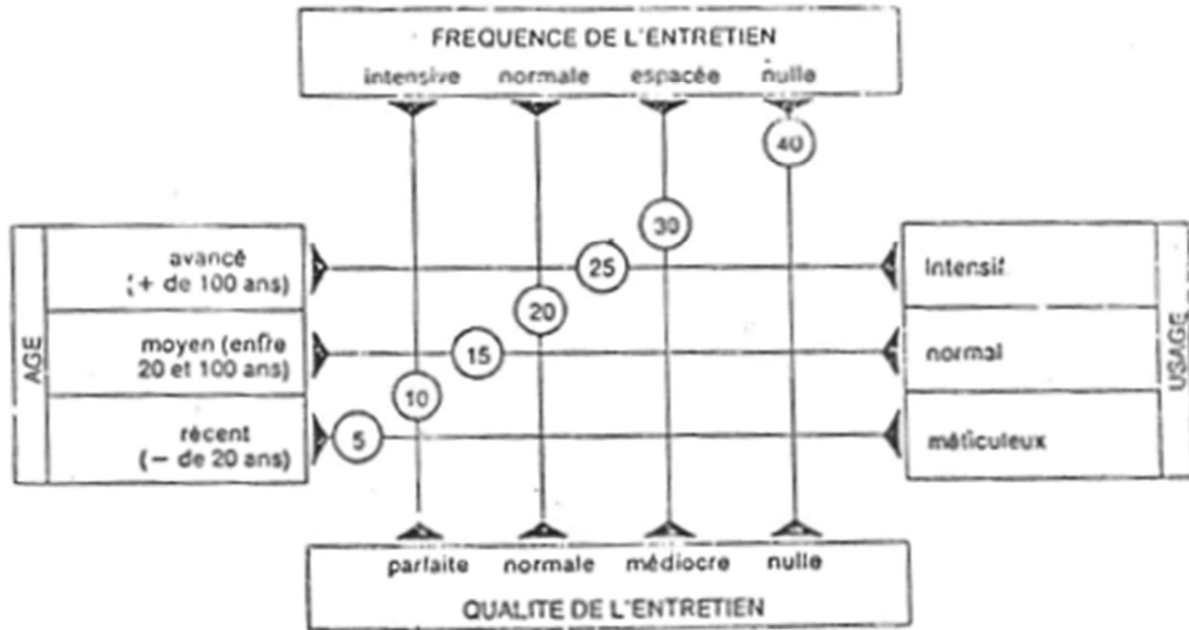 FREQUENCE DE L'ENTRETIEN
intensive normale espacée nulle
40
30
AGE
avancé
(+ de 100 ans)
25
Intensif
20
moyen (entre
20 et 100 ans)
15
normal
USAGE
10
récent
(− de 20 ans)
5
méticuleux
parfaite normale médiocre nulle
QUALITE DE L'ENTRETIEN